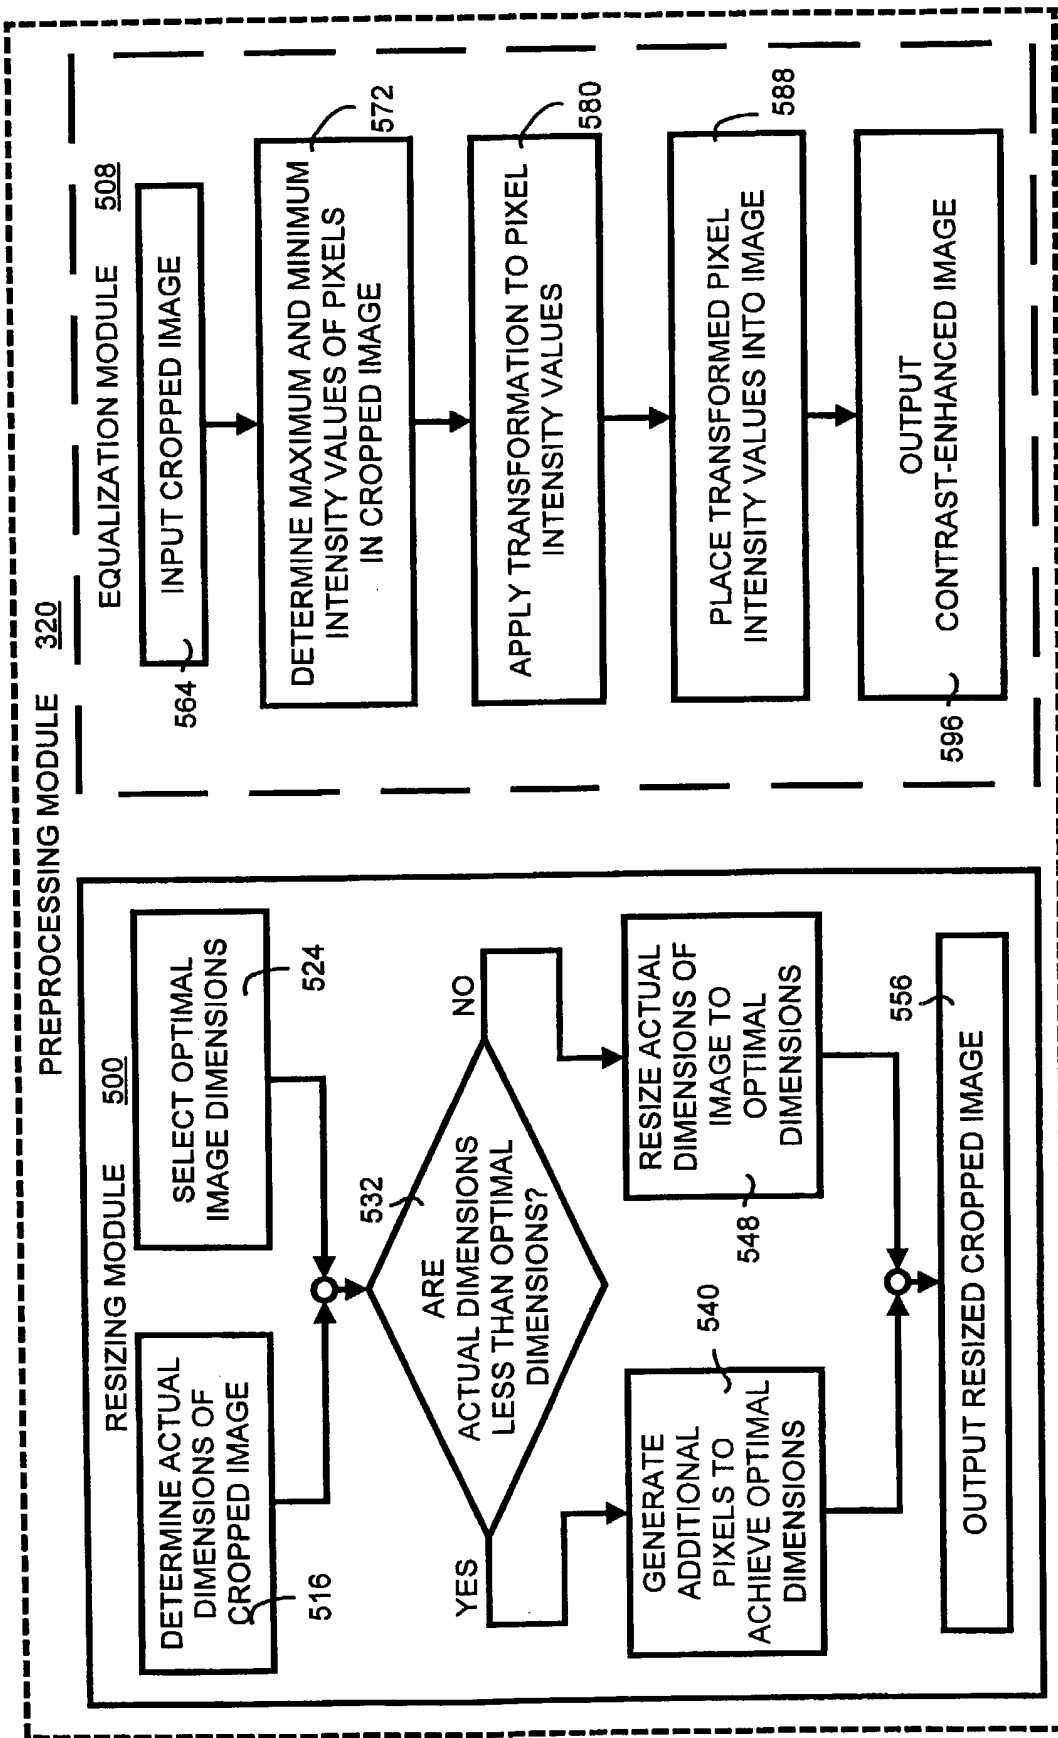 PREPROCESSING MODULE 320
RESIZING MODULE 500
DETERMINE ACTUAL
DIMENSIONS OF
CROPPED IMAGE
516
SELECT OPTIMAL
IMAGE DIMENSIONS
524
532
ARE
ACTUAL DIMENSIONS
LESS THAN OPTIMAL
DIMENSIONS?
YES
NO
GENERATE
ADDITIONAL
PIXELS TO
ACHIEVE OPTIMAL
DIMENSIONS
540
RESIZE ACTUAL
DIMENSIONS OF
IMAGE TO
OPTIMAL
DIMENSIONS
548
OUTPUT RESIZED CROPPED IMAGE
556
EQUALIZATION MODULE 508
INPUT CROPPED IMAGE
564
DETERMINE MAXIMUM AND MINIMUM
INTENSITY VALUES OF PIXELS
IN CROPPED IMAGE
572
APPLY TRANSFORMATION TO PIXEL
INTENSITY VALUES
580
PLACE TRANSFORMED PIXEL
INTENSITY VALUES INTO IMAGE
588
OUTPUT
CONTRAST-ENHANCED IMAGE
596